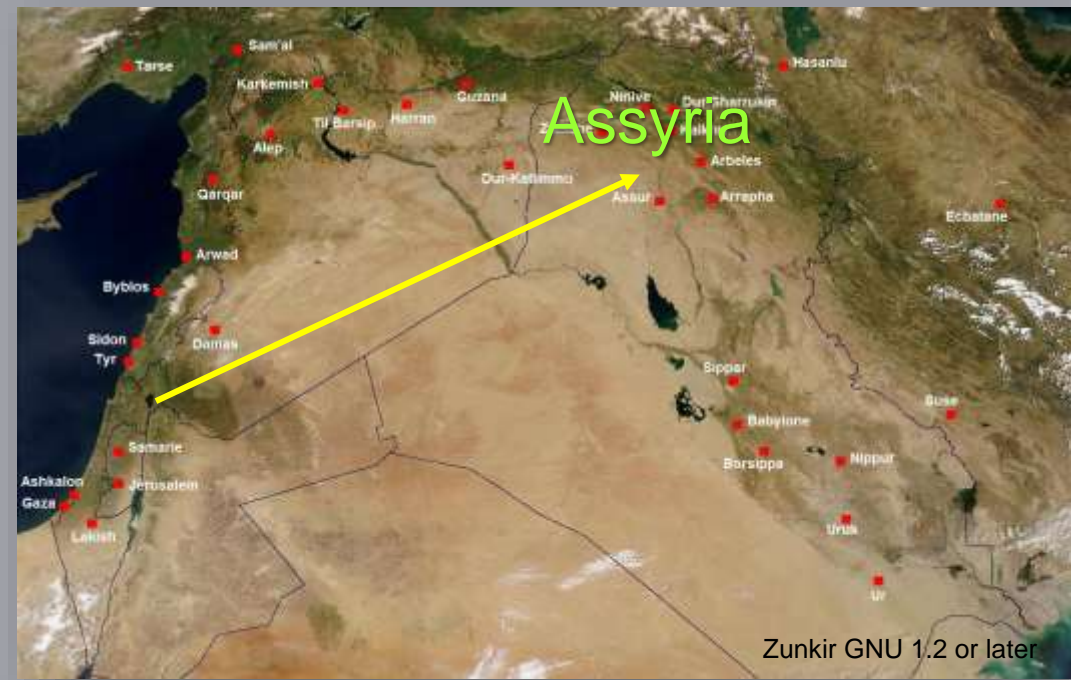 Sam'al
Tarse
Hasanlu
Karkemish
Guzana
Ninive
Dur-Sharrukin
Til Barsip
Harran
Assyria
Alep
Arbeles
Dur-Katlimmu
Qarqar
Assur
Arrapha
Ecbatane
Arwad
Byblos
Sidon
Damas
Tyr
Sippar
Suse
Babylone
Samarie
Borsippa
Nippur
Ashkalon
Jérusalem
Gaza
Lakish
Uruk
Ur
Zunkir GNU 1.2 or later